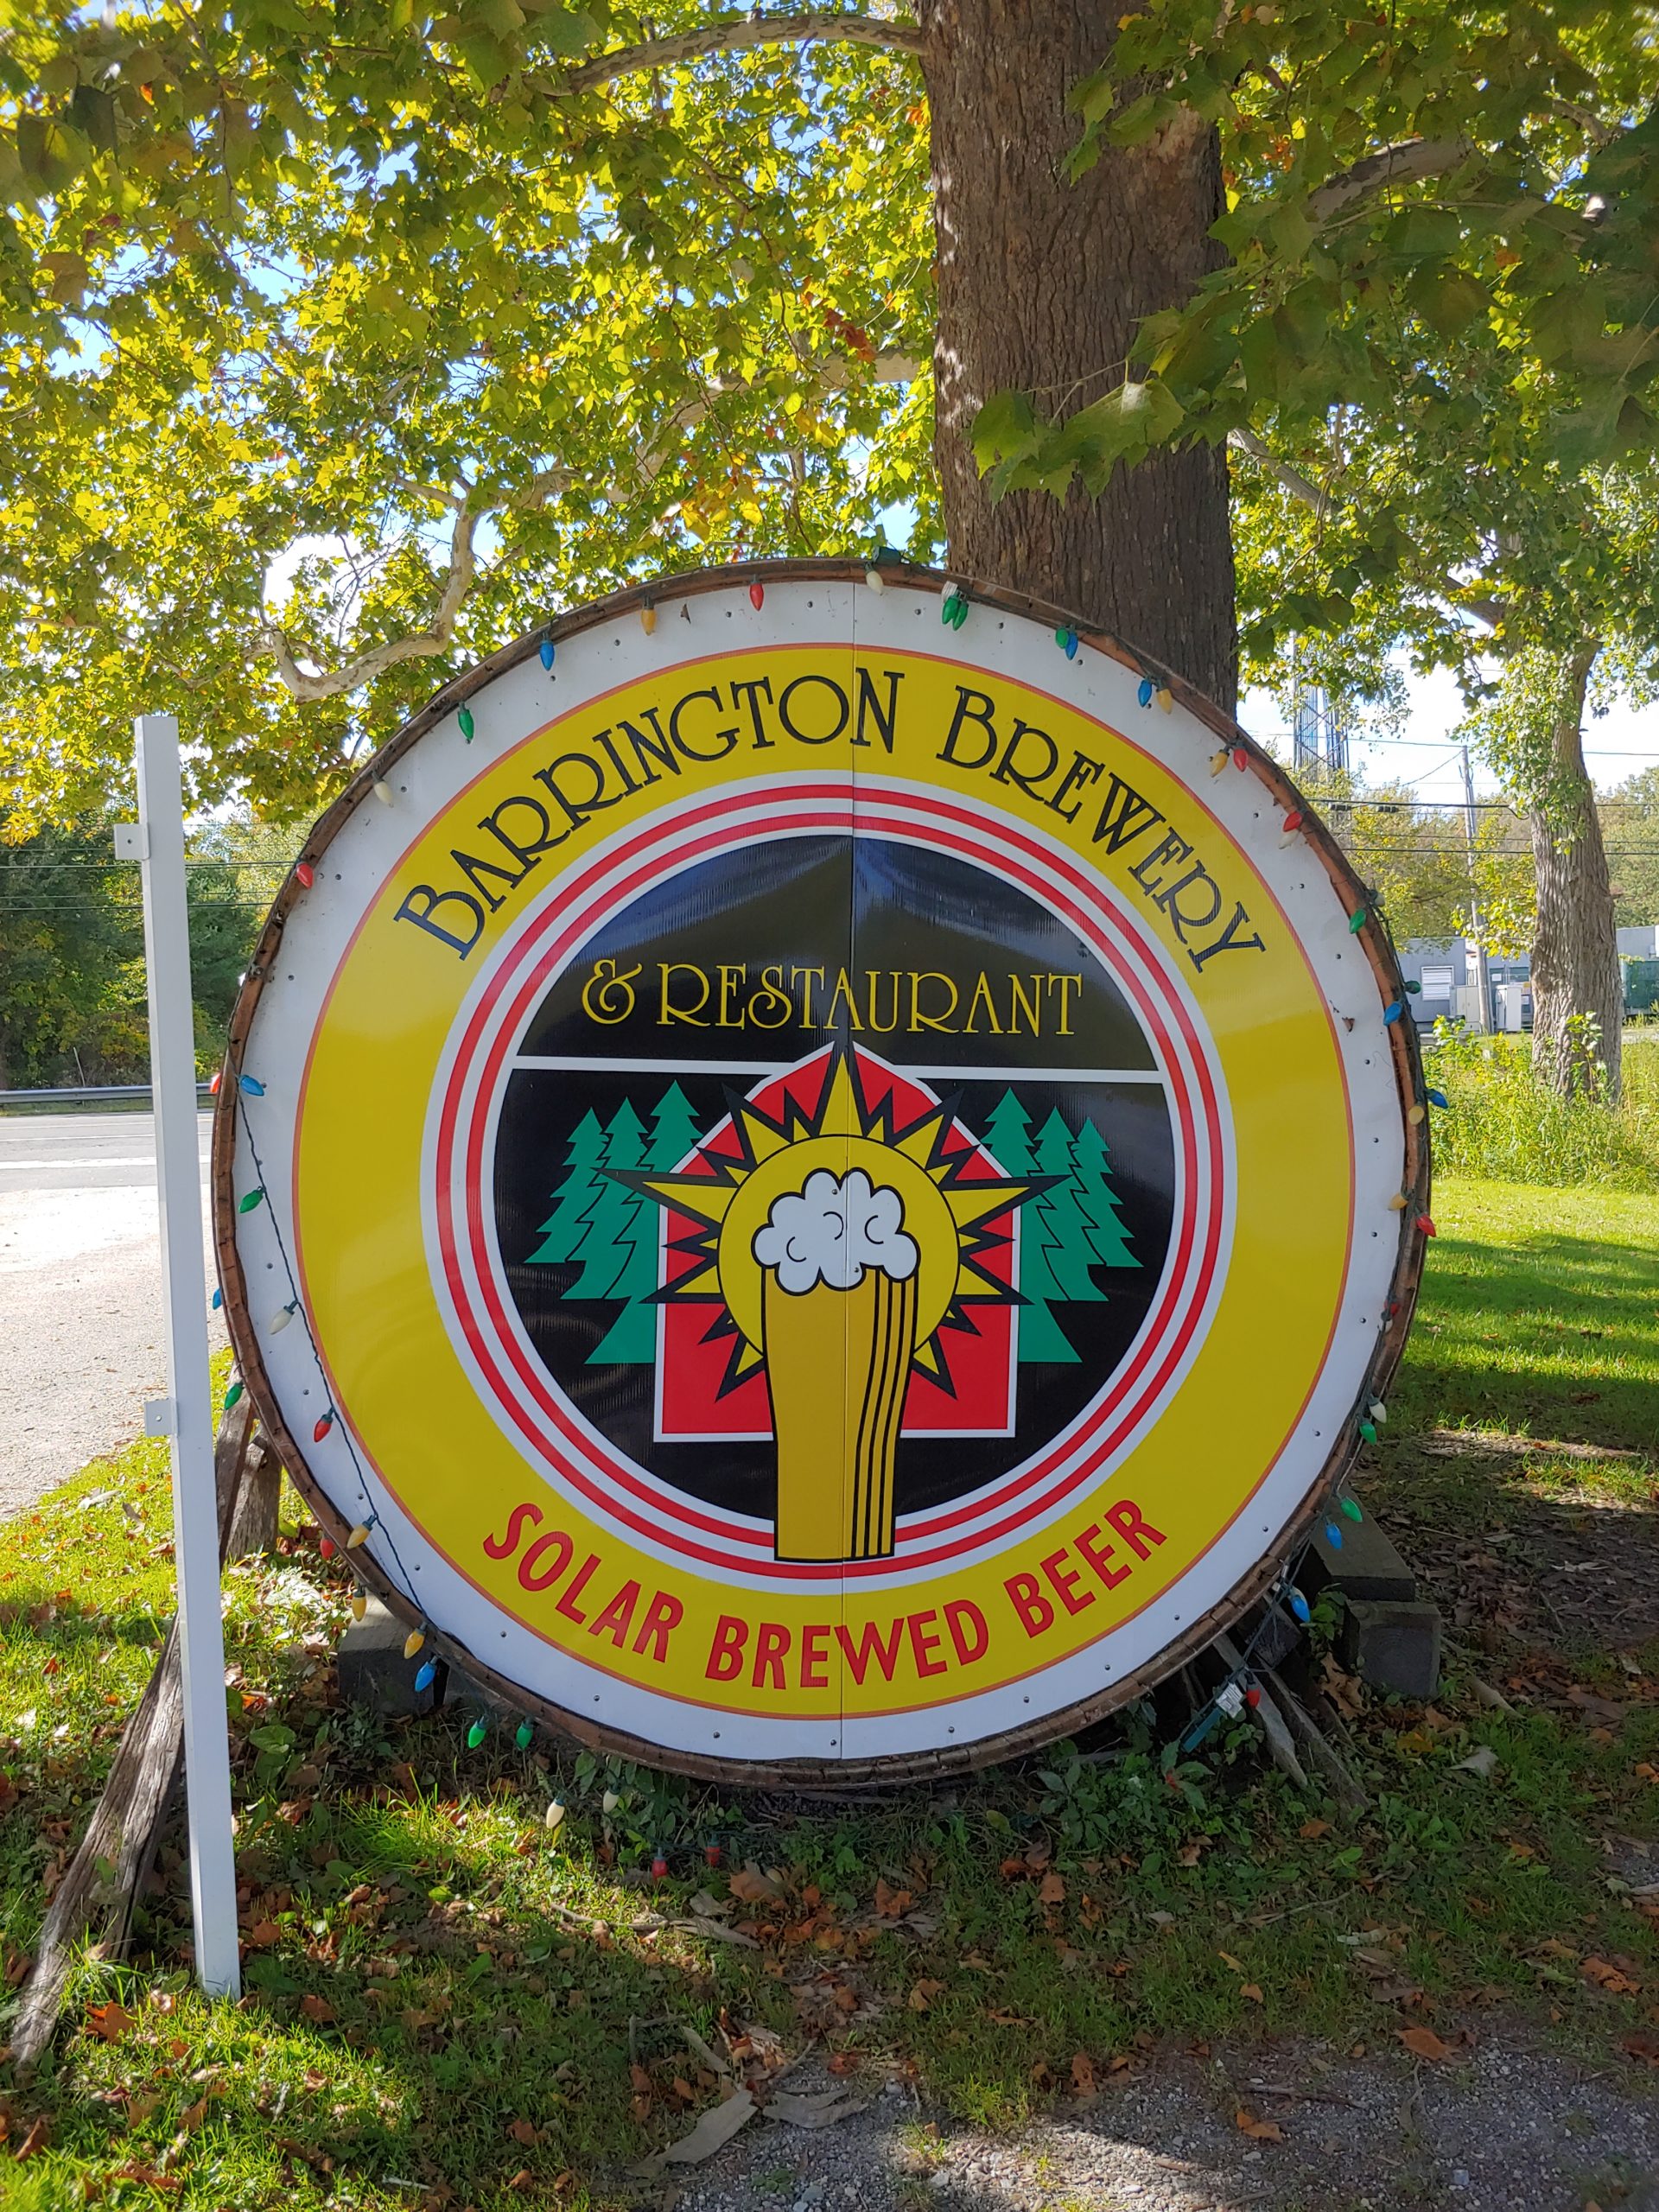 BARRINGTON BREWERY
& RESTAURANT
SOLAR BREWED BEER